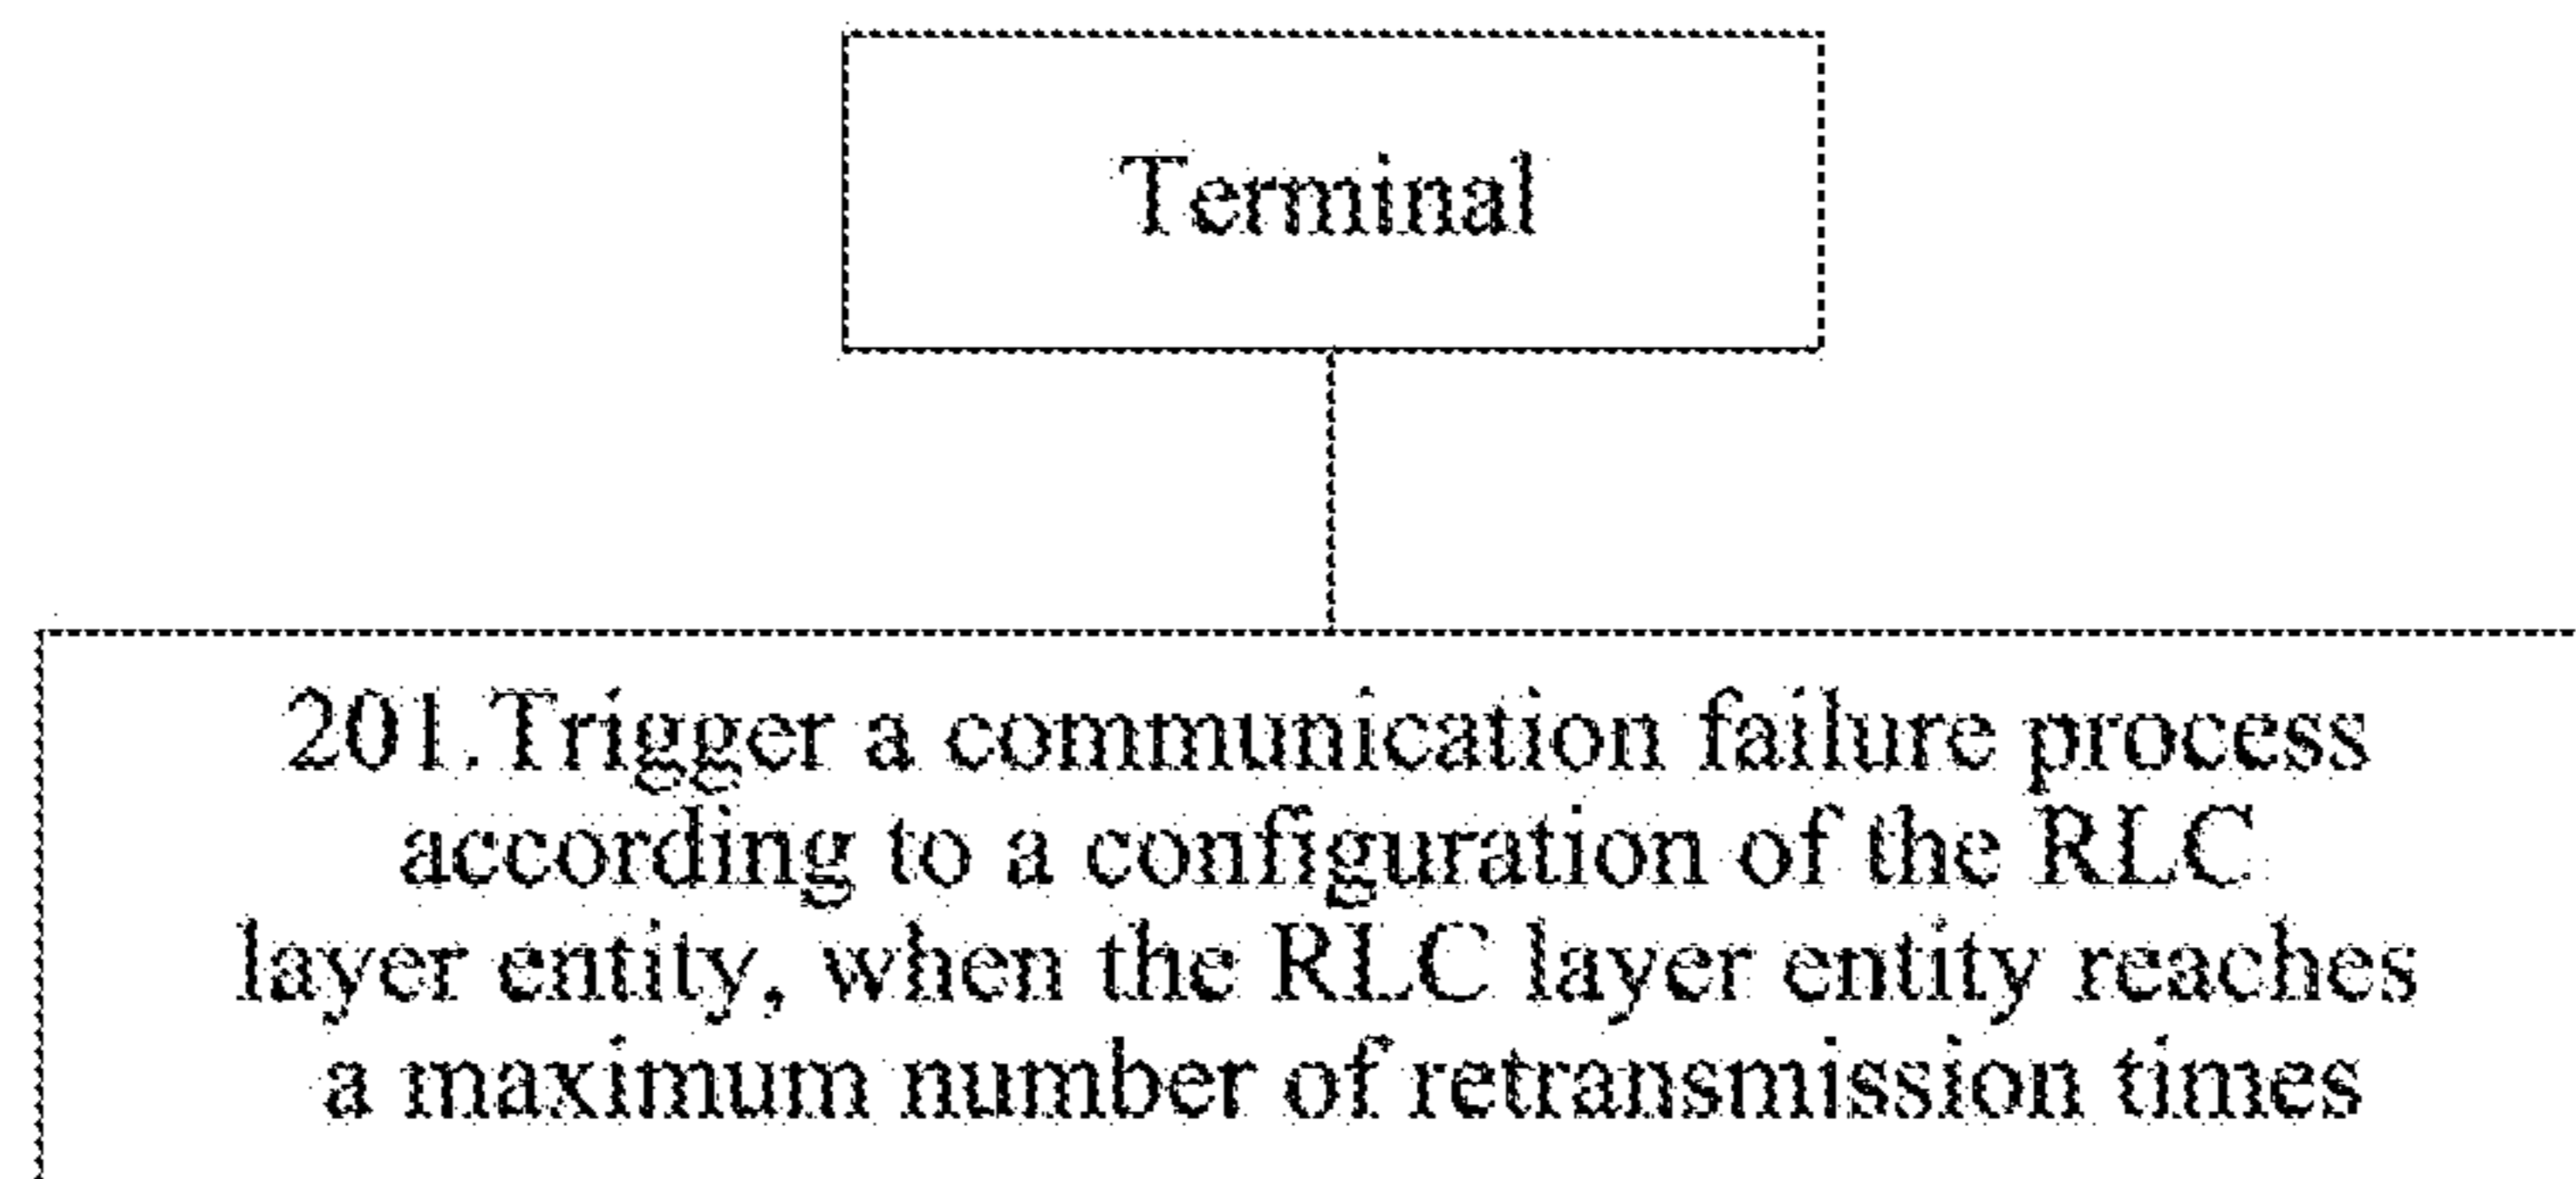 Terminal
201.Trigger a communication failure process
according to a configuration of the RLC
layer entity, when the RLC layer entity reaches
a maximum number of retransmission times